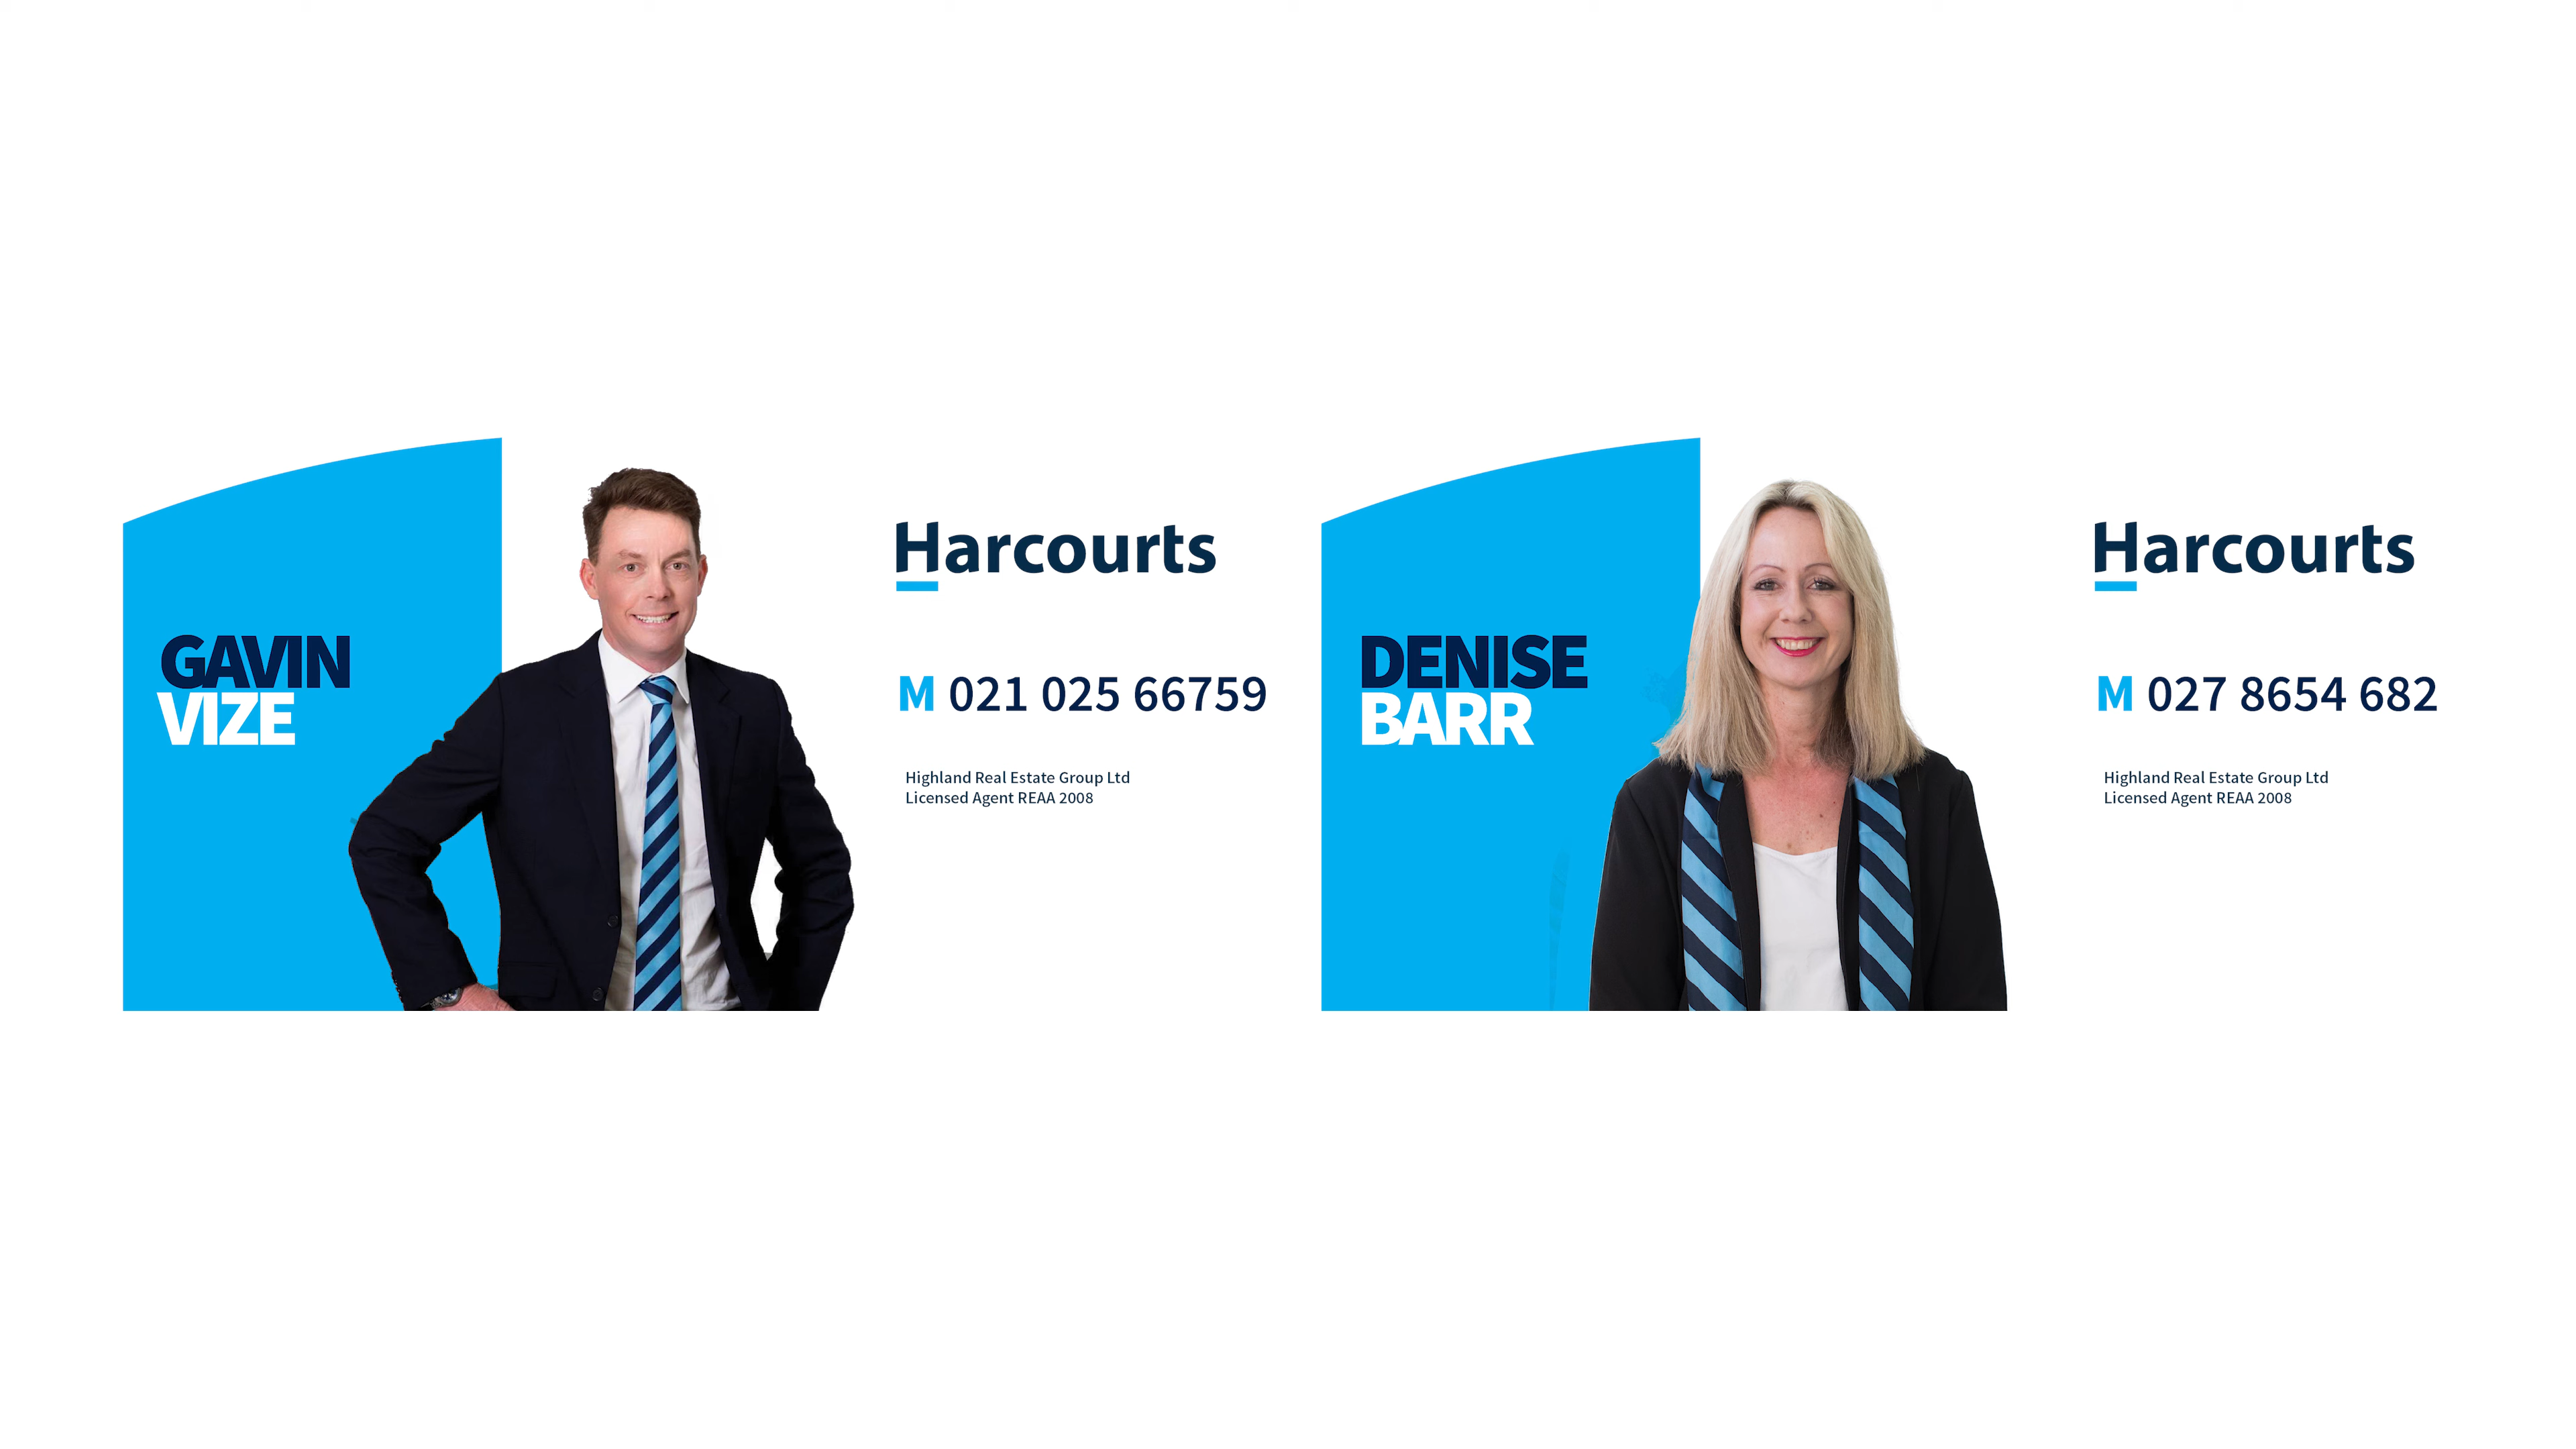 GAVIN
VIZE
Harcourts
M 021 025 66759
Highland Real Estate Group Ltd
Licensed Agent REAA 2008
DENISE
BARR
Harcourts
M 027 8654 682
Highland Real Estate Group Ltd
Licensed Agent REAA 2008